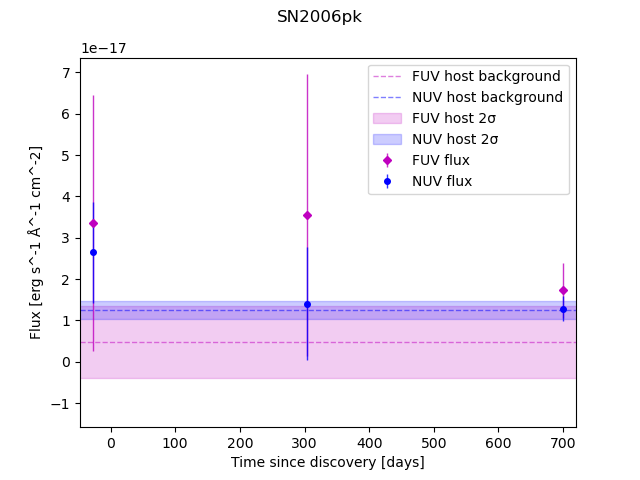 SN2006pk
1e−17
7
6
5
4
3
2
1
0
−1
Flux [erg s^-1 Å^-1 cm^-2]
FUV host background
NUV host background
FUV host 2σ
NUV host 2σ
FUV flux
NUV flux
0 100 200 300 400 500 600 700
Time since discovery [days]